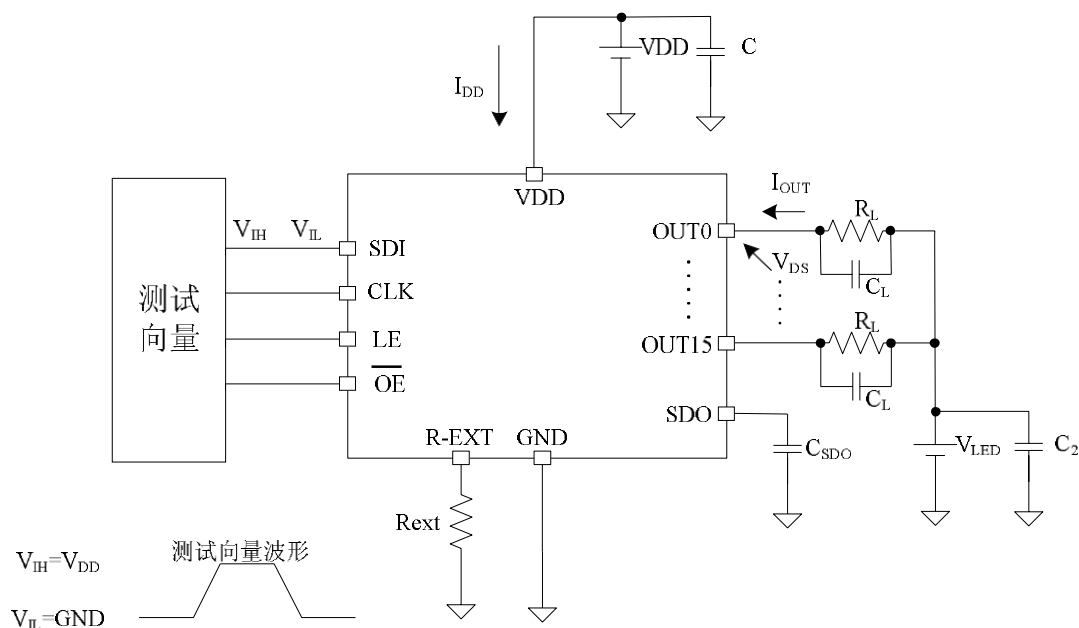 VDD
C
I_DD
VDD
测试
向量
V_IH
V_IL
SDI
CLK
LE
OE
OUT0
OUT15
SDO
R-EXT
GND
I_OUT
R_L
V_DS
C_L
R_L
C_L
C_SDO
V_LED
C_2
Rext
测试向量波形
V_IH=V_DD
V_IL=GND